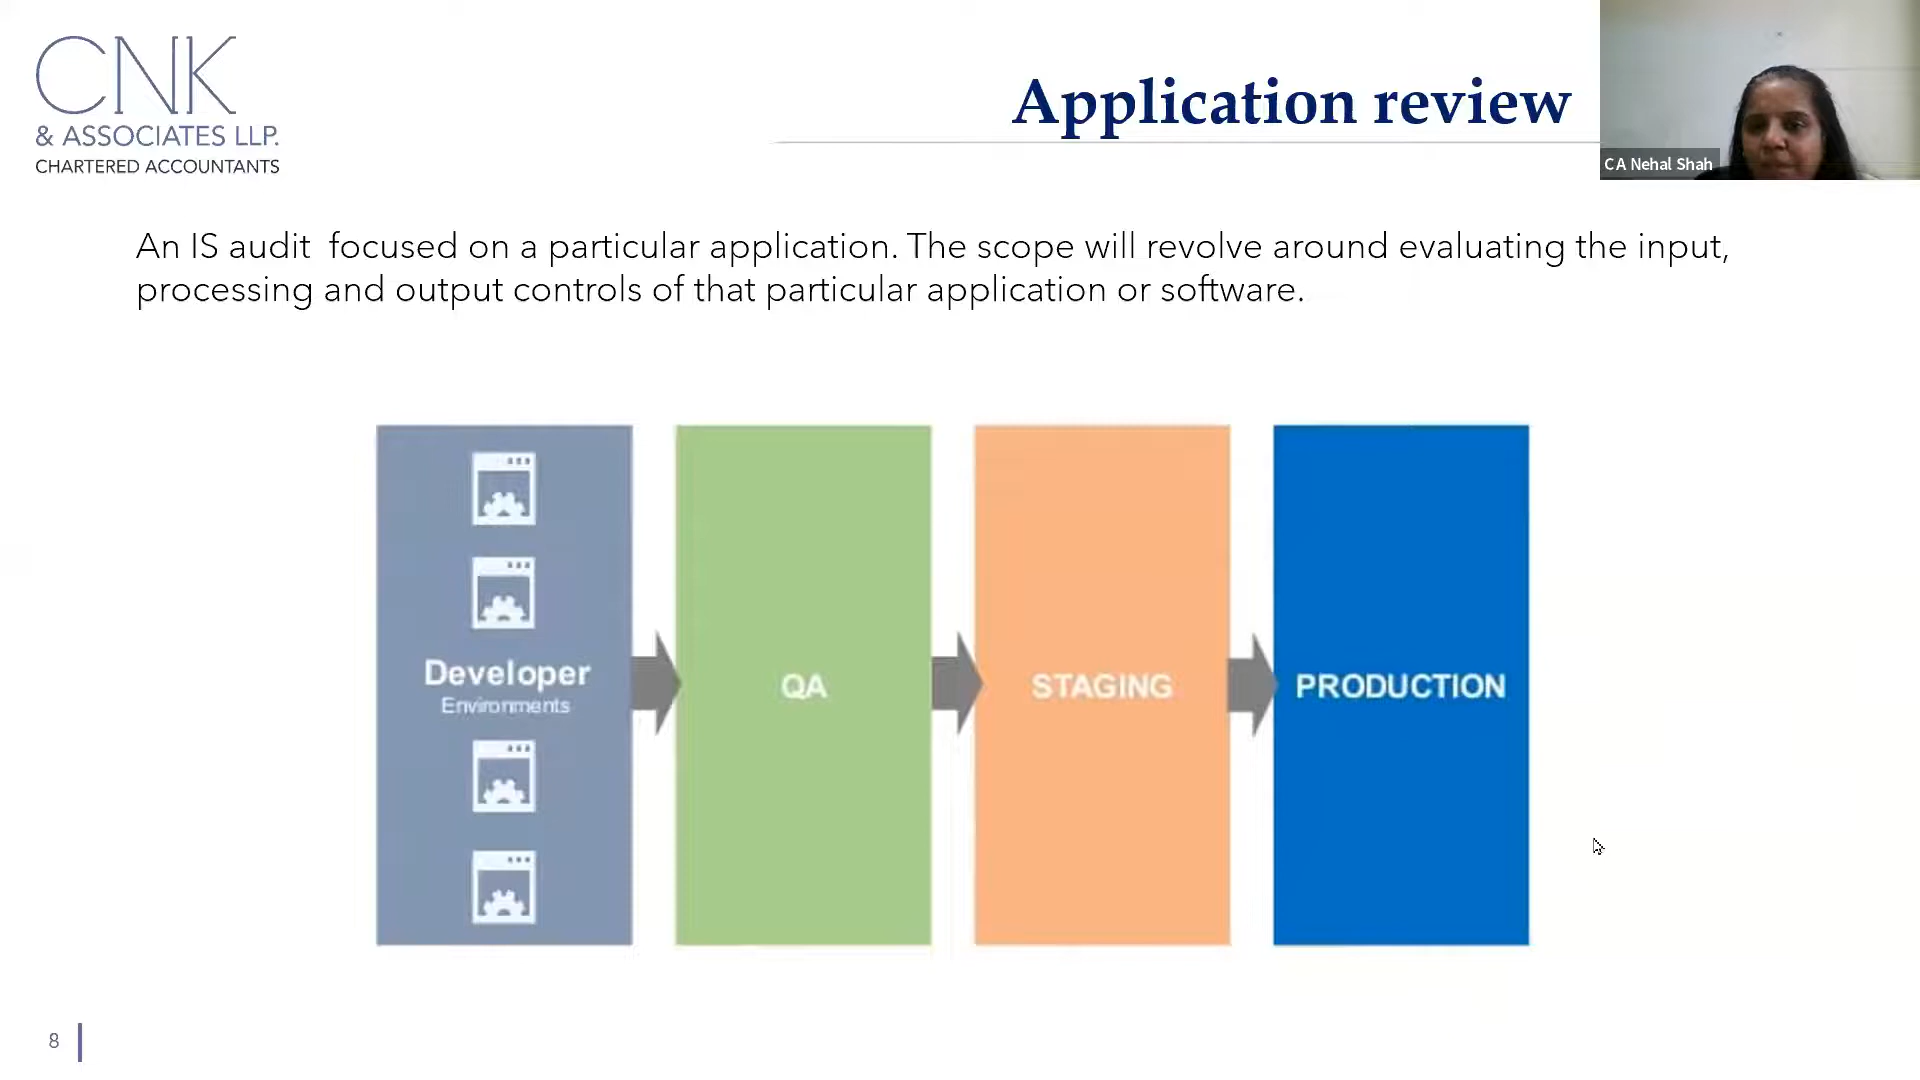 CNK
& ASSOCIATES LLP.
CHARTERED ACCOUNTANTS
Application review
CA Nehal Shah
An IS audit focused on a particular application. The scope will revolve around evaluating the input,
processing and output controls of that particular application or software.
Developer
Environments
QA
STAGING
PRODUCTION
8